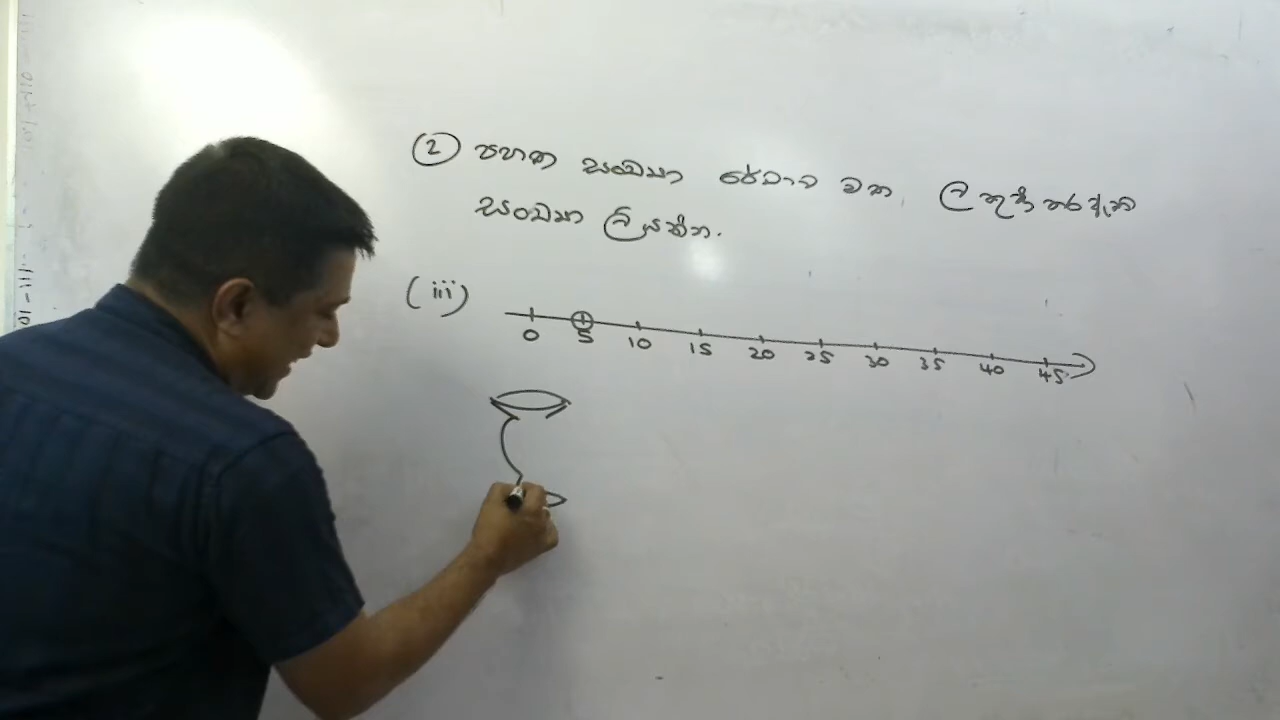 ② පහත සංඛ්‍යා රේඛාව මත ලකුණු කර ඇති
සංඛ්‍යා ලියන්න.
(iii)
0 5 10 15 20 25 30 35 40 45